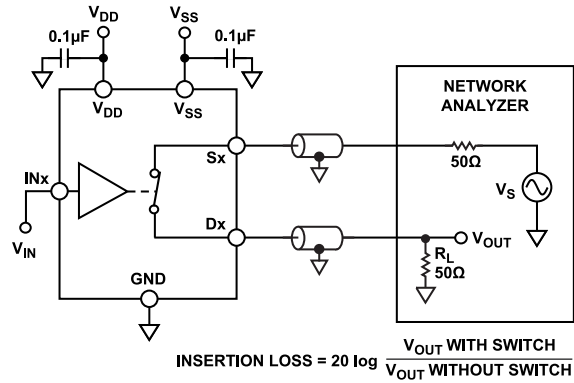 VDD
VSS
0.1µF
0.1µF
VDD
VSS
NETWORK
ANALYZER
Sx
50Ω
INx
VS
Dx
VOUT
VIN
RL
50Ω
GND
INSERTION LOSS = 20 log
VOUT WITH SWITCH
VOUT WITHOUT SWITCH